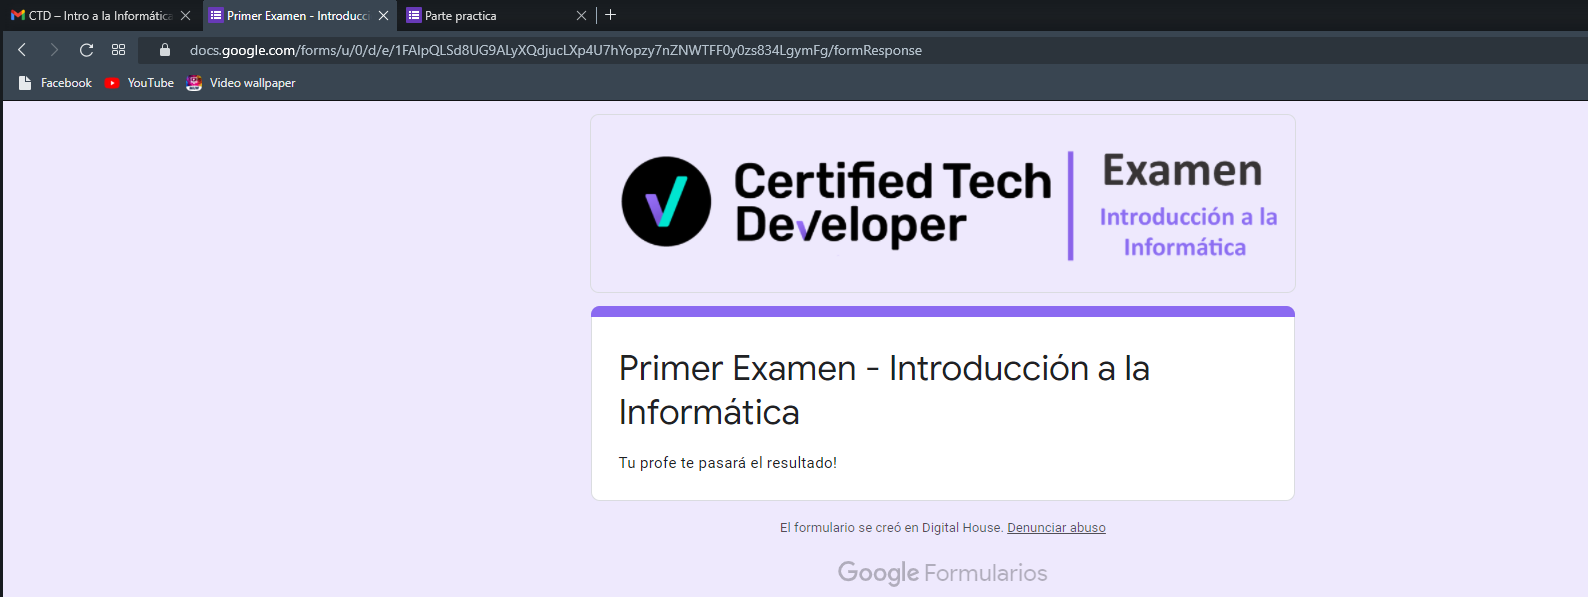 CTD – Intro a la Informática
Primer Examen - Introducci
Parte practica
docs.google.com/forms/u/0/d/e/1FAIpQLSd8UG9ALyXQdjucLXp4U7hYopzy7nZNWTFF0y0zs834LgymFg/formResponse
Facebook
YouTube
Video wallpaper
Certified Tech
Developer
Examen
Introducción a la
Informática
Primer Examen - Introducción a la
Informática
Tu profe te pasará el resultado!
El formulario se creó en Digital House. Denunciar abuso
Google Formularios